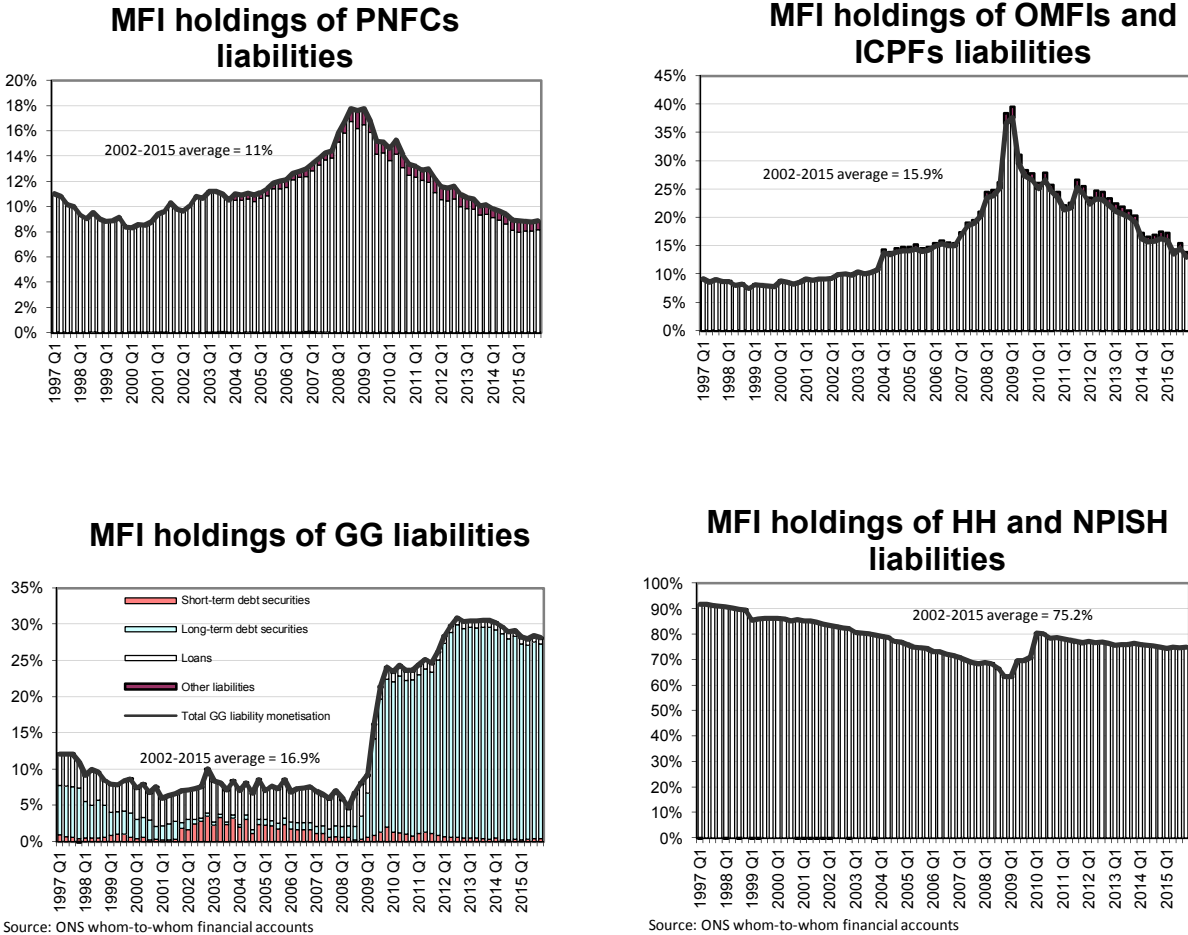 MFI holdings of PNFCs
liabilities
20%
18%
16%
14%
12%
10%
8%
6%
4%
2%
0%
2002-2015 average = 11%
1997 Q1
1998 Q1
1999 Q1
2000 Q1
2001 Q1
2002 Q1
2003 Q1
2004 Q1
2005 Q1
2006 Q1
2007 Q1
2008 Q1
2009 Q1
2010 Q1
2011 Q1
2012 Q1
2013 Q1
2014 Q1
2015 Q1
MFI holdings of OMFIs and
ICPFs liabilities
45%
40%
35%
30%
25%
20%
15%
10%
5%
0%
2002-2015 average = 15.9%
1997 Q1
1998 Q1
1999 Q1
2000 Q1
2001 Q1
2002 Q1
2003 Q1
2004 Q1
2005 Q1
2006 Q1
2007 Q1
2008 Q1
2009 Q1
2010 Q1
2011 Q1
2012 Q1
2013 Q1
2014 Q1
2015 Q1
MFI holdings of GG liabilities
35%
30%
25%
20%
15%
10%
5%
0%
Short-term debt securities
Long-term debt securities
Loans
Other liabilities
Total GG liability monetisation
2002-2015 average = 16.9%
1997 Q1
1998 Q1
1999 Q1
2000 Q1
2001 Q1
2002 Q1
2003 Q1
2004 Q1
2005 Q1
2006 Q1
2007 Q1
2008 Q1
2009 Q1
2010 Q1
2011 Q1
2012 Q1
2013 Q1
2014 Q1
2015 Q1
Source: ONS whom-to-whom financial accounts
MFI holdings of HH and NPISH
liabilities
100%
90%
80%
70%
60%
50%
40%
30%
20%
10%
0%
2002-2015 average = 75.2%
1997 Q1
1998 Q1
1999 Q1
2000 Q1
2001 Q1
2002 Q1
2003 Q1
2004 Q1
2005 Q1
2006 Q1
2007 Q1
2008 Q1
2009 Q1
2010 Q1
2011 Q1
2012 Q1
2013 Q1
2014 Q1
2015 Q1
Source: ONS whom-to-whom financial accounts